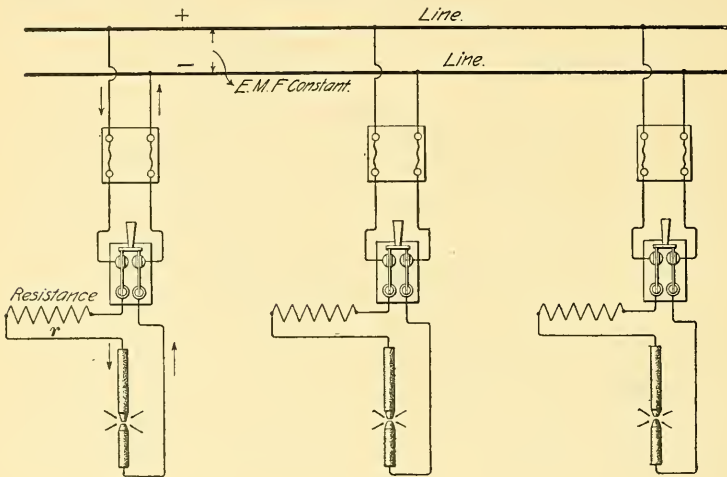 + Line.
− Line.
E.M.F Constant.
Resistance
r